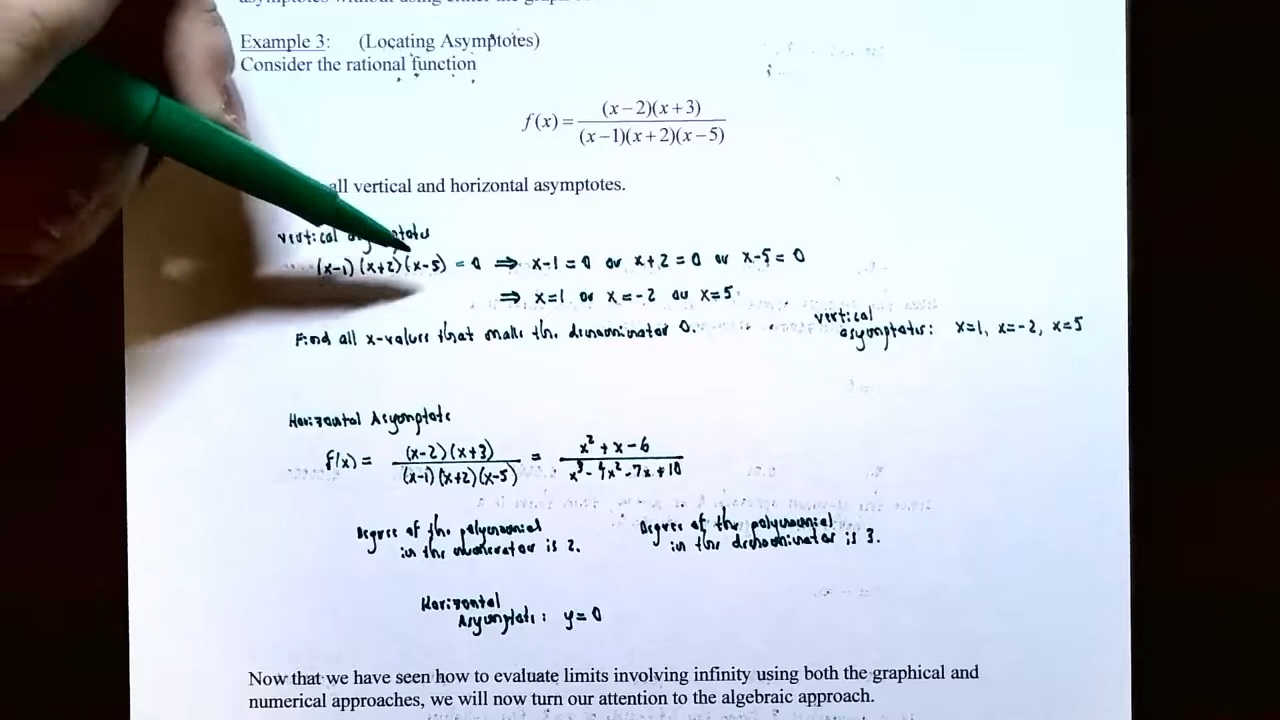 Example 3: (Locating Asymptotes)
Consider the rational function
f(x) = (x−2)(x+3) / (x−1)(x+2)(x−5)
all vertical and horizontal asymptotes.
Vertical
(x-1)(x+2)(x-5) = 0 ⇒ x-1=0 or x+2=0 or x-5=0
⇒ x=1 or x=-2 or x=5.
Find all x-values that make the denominator 0.
Vertical
asymptotes: x=1, x=-2, x=5
Horizontal Asymptote
f(x) = (x-2)(x+3) / (x-1)(x+2)(x-5) = x² + x - 6 / x³ - 4x² - 7x + 10
Degree of the polynomial
in the numerator is 2.
Degree of the polynomial
in the denominator is 3.
Horizontal
Asymptote: y=0
Now that we have seen how to evaluate limits involving infinity using both the graphical and
numerical approaches, we will now turn our attention to the algebraic approach.